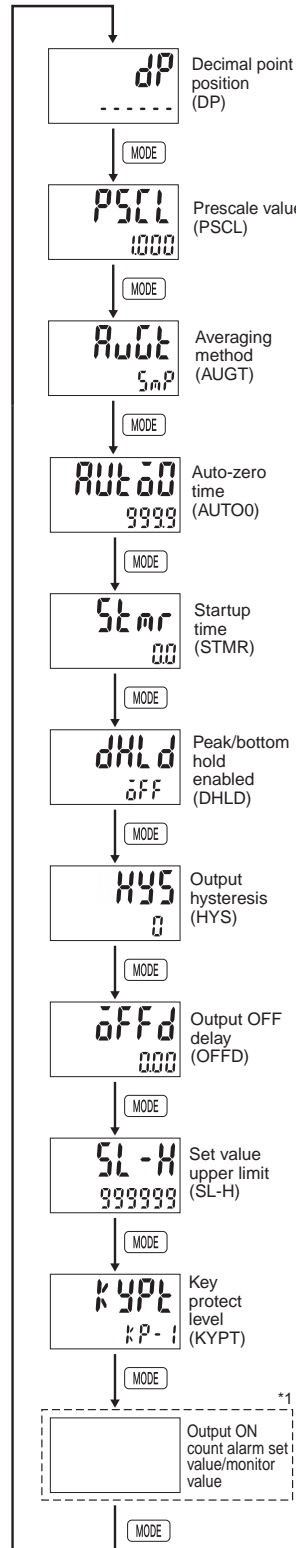 dP
------
Decimal point
position
(DP)
MODE
PSCL
1.000
Prescale value
(PSCL)
MODE
AvGt
SmP
Averaging
method
(AUGT)
MODE
AUto0
999.9
Auto-zero
time
(AUTO0)
MODE
Stmr
0.0
Startup
time
(STMR)
MODE
dHLd
oFF
Peak/bottom
hold
enabled
(DHLD)
MODE
HYS
0
Output
hysteresis
(HYS)
MODE
oFFd
0.00
Output OFF
delay
(OFFD)
MODE
SL-H
999999
Set value
upper limit
(SL-H)
MODE
KYPt
KP-1
Key
protect
level
(KYPT)
MODE
*1
Output ON
count alarm set
value/monitor
value
MODE